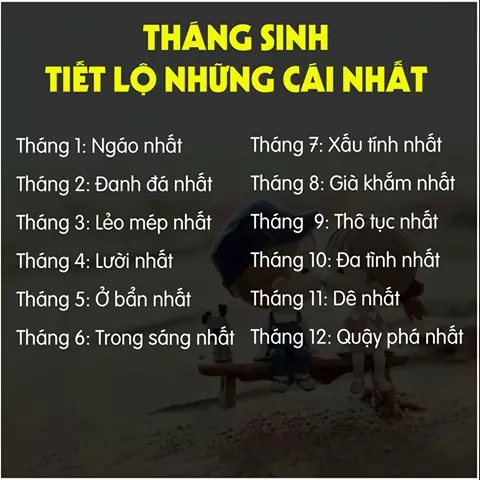 THÁNG SINH
TIẾT LỘ NHỮNG CÁI NHẤT
Tháng 1: Ngáo nhất
Tháng 2: Đanh đá nhất
Tháng 3: Lẻo mép nhất
Tháng 4: Lười nhất
Tháng 5: Ở bẩn nhất
Tháng 6: Trong sáng nhất
Tháng 7: Xấu tính nhất
Tháng 8: Già khắm nhất
Tháng 9: Thô tục nhất
Tháng 10: Đa tình nhất
Tháng 11: Dê nhất
Tháng 12: Quậy phá nhất